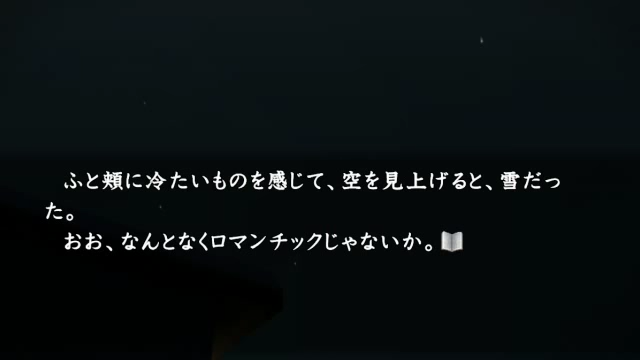 ふと頬に冷たいものを感じて、空を見上げると、雪だっ
た。
おお、なんとなくロマンチックじゃないか。